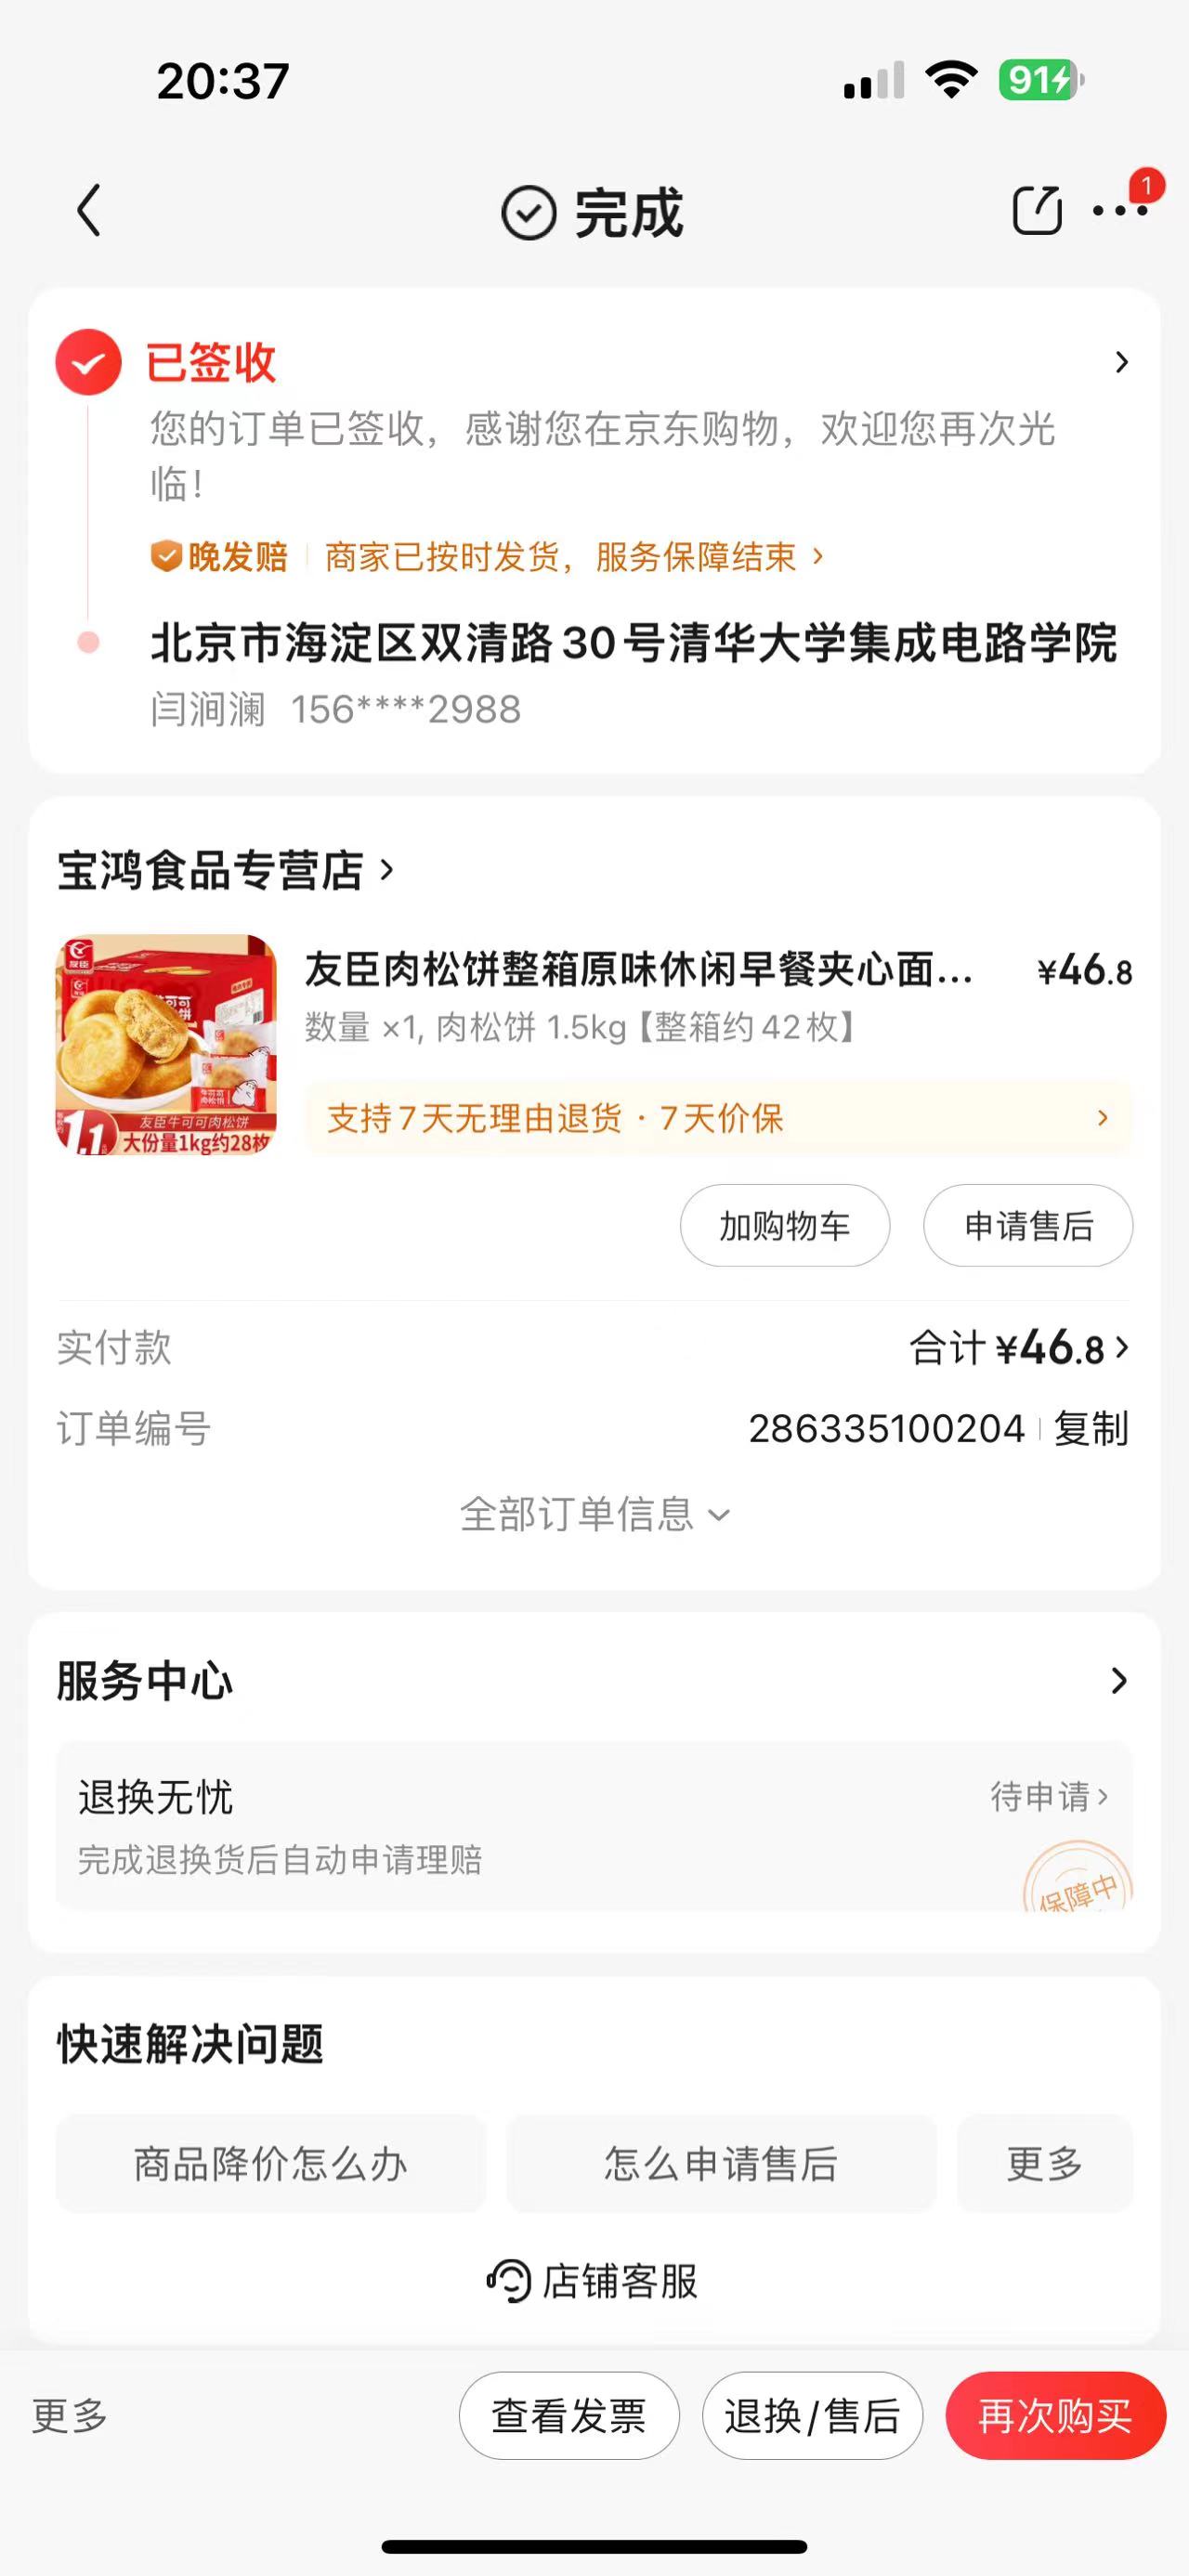 20:37
91
完成
1
已签收
您的订单已签收，感谢您在京东购物，欢迎您再次光
临！
晚发赔 商家已按时发货，服务保障结束
北京市海淀区双清路30号清华大学集成电路学院
闫涧澜 156****2988
宝鸿食品专营店
友臣肉松饼整箱原味休闲早餐夹心面... ¥46.8
数量 ×1, 肉松饼 1.5kg【整箱约42枚】
友臣牛可可肉松饼
1.1 大份量1kg约28枚
支持7天无理由退货 · 7天价保
加购物车 申请售后
实付款 合计 ¥46.8
订单编号 286335100204 复制
全部订单信息
服务中心
退换无忧 待申请
完成退换货后自动申请理赔
保障中
快速解决问题
商品降价怎么办 怎么申请售后 更多
店铺客服
更多 查看发票 退换/售后 再次购买